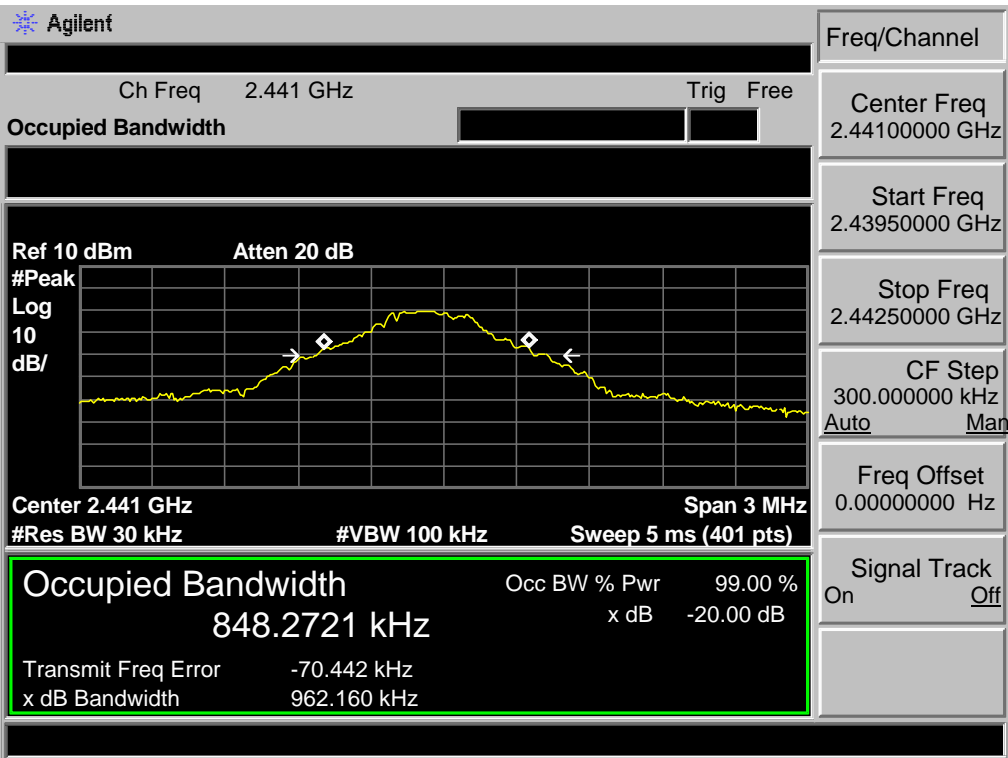 Agilent
Freq/Channel
Ch Freq 2.441 GHz Trig Free
Occupied Bandwidth
Center Freq
2.44100000 GHz
Start Freq
2.43950000 GHz
Stop Freq
2.44250000 GHz
CF Step
300.000000 kHz
Auto Man
Freq Offset
0.00000000 Hz
Signal Track
On Off
Ref 10 dBm Atten 20 dB
#Peak
Log
10
dB/
Center 2.441 GHz Span 3 MHz
#Res BW 30 kHz #VBW 100 kHz Sweep 5 ms (401 pts)
Occupied Bandwidth
848.2721 kHz
Occ BW % Pwr 99.00 %
x dB -20.00 dB
Transmit Freq Error -70.442 kHz
x dB Bandwidth 962.160 kHz